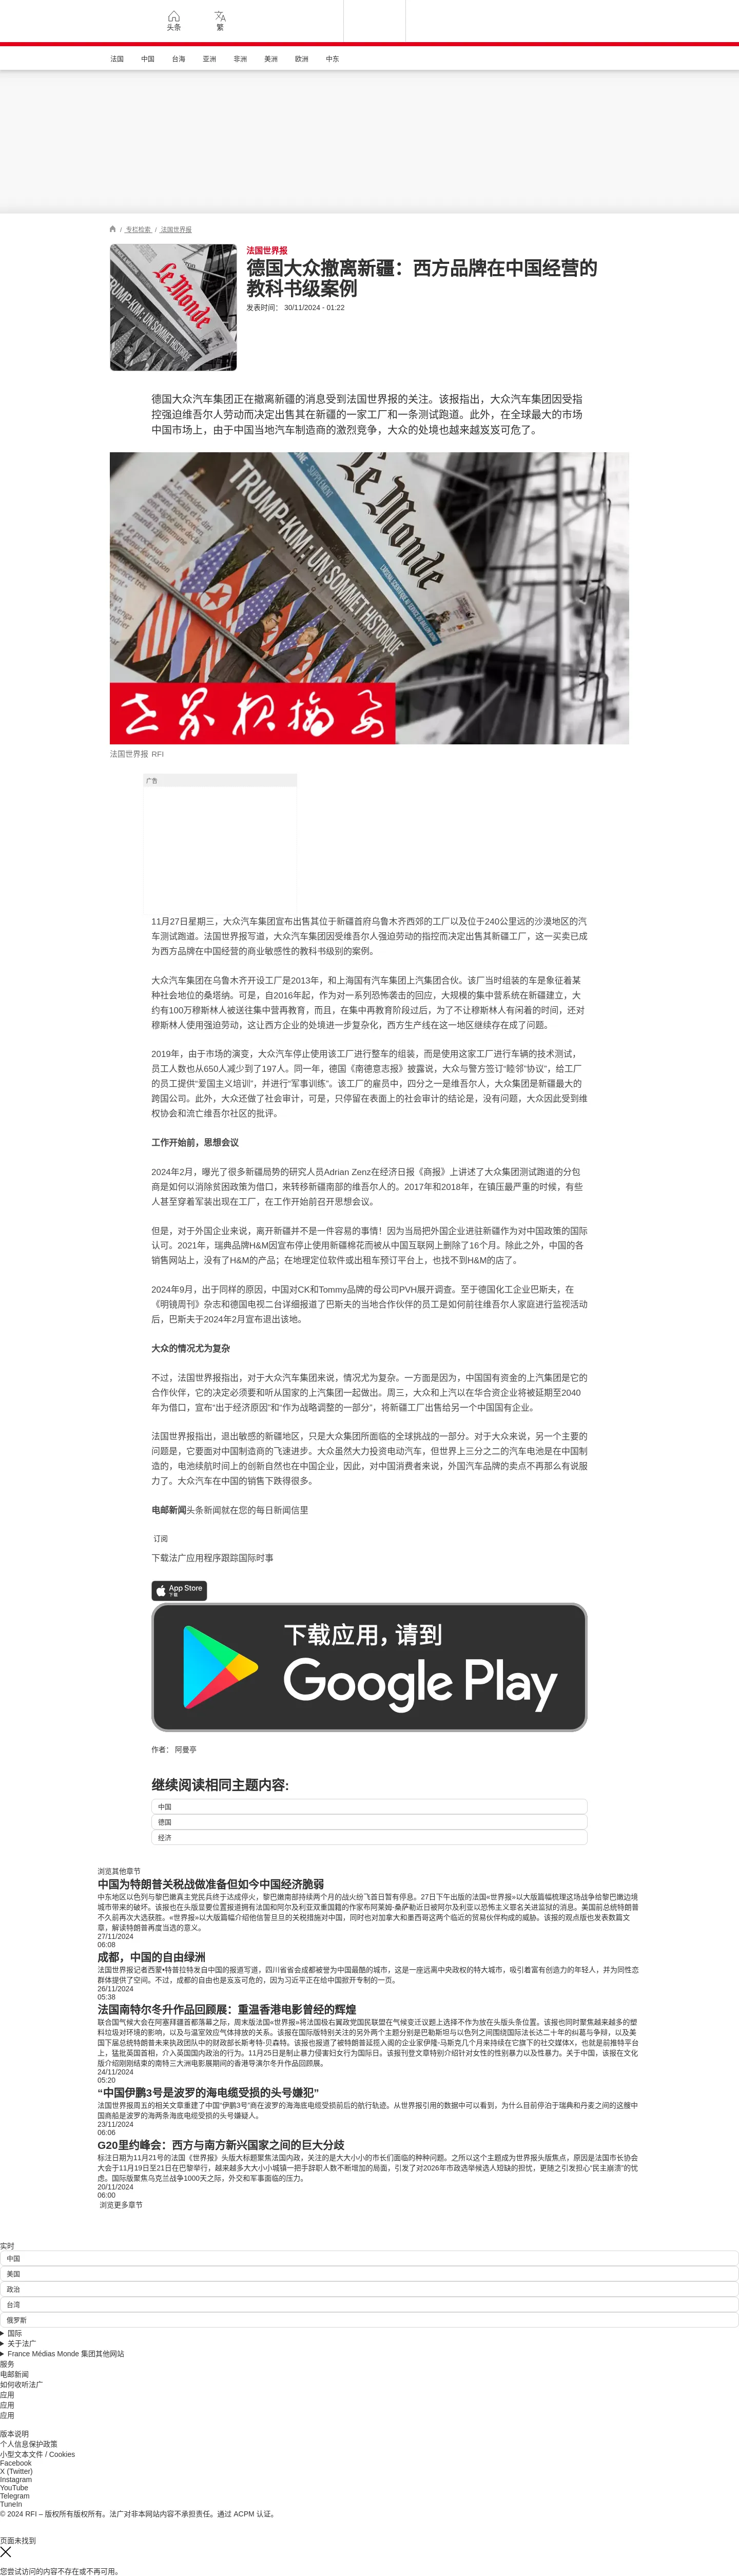 头条
繁
法国 中国 台海 亚洲 非洲 美洲 欧洲 中东
/ 专栏检索 / 法国世界报
法国世界报
德国大众撤离新疆：西方品牌在中国经营的
教科书级案例
发表时间： 30/11/2024 - 01:22
Le Monde
TRUMP-KIM : UN SOMMET HISTORIQUE
德国大众汽车集团正在撤离新疆的消息受到法国世界报的关注。该报指出，大众汽车集团因受指
控强迫维吾尔人劳动而决定出售其在新疆的一家工厂和一条测试跑道。此外，在全球最大的市场
中国市场上，由于中国当地汽车制造商的激烈竞争，大众的处境也越来越岌岌可危了。
Le Monde
TRUMP-KIM : UN SOMMET HISTORIQUE
世界报摘要
法国世界报 RFI
广告
11月27日星期三，大众汽车集团宣布出售其位于新疆首府乌鲁木齐西郊的工厂以及位于240公里远的沙漠地区的汽
车测试跑道。法国世界报写道，大众汽车集团因受维吾尔人强迫劳动的指控而决定出售其新疆工厂，这一买卖已成
为西方品牌在中国经营的商业敏感性的教科书级别的案例。
大众汽车集团在乌鲁木齐开设工厂是2013年，和上海国有汽车集团上汽集团合伙。该厂当时组装的车是象征着某
种社会地位的桑塔纳。可是，自2016年起，作为对一系列恐怖袭击的回应，大规模的集中营系统在新疆建立，大
约有100万穆斯林人被送往集中营再教育，而且，在集中再教育阶段过后，为了不让穆斯林人有闲着的时间，还对
穆斯林人使用强迫劳动，这让西方企业的处境进一步复杂化，西方生产线在这一地区继续存在成了问题。
2019年，由于市场的演变，大众汽车停止使用该工厂进行整车的组装，而是使用这家工厂进行车辆的技术测试，
员工人数也从650人减少到了197人。同一年，德国《南德意志报》披露说，大众与警方签订“睦邻”协议”，给工厂
的员工提供“爱国主义培训”，并进行“军事训练”。该工厂的雇员中，四分之一是维吾尔人，大众集团是新疆最大的
跨国公司。此外，大众还做了社会审计，可是，只停留在表面上的社会审计的结论是，没有问题，大众因此受到维
权协会和流亡维吾尔社区的批评。
工作开始前，思想会议
2024年2月，曝光了很多新疆局势的研究人员Adrian Zenz在经济日报《商报》上讲述了大众集团测试跑道的分包
商是如何以消除贫困政策为借口，来转移新疆南部的维吾尔人的。2017年和2018年，在镇压最严重的时候，有些
人甚至穿着军装出现在工厂，在工作开始前召开思想会议。
但是，对于外国企业来说，离开新疆并不是一件容易的事情！因为当局把外国企业进驻新疆作为对中国政策的国际
认可。2021年，瑞典品牌H&M因宣布停止使用新疆棉花而被从中国互联网上删除了16个月。除此之外，中国的各
销售网站上，没有了H&M的产品；在地理定位软件或出租车预订平台上，也找不到H&M的店了。
2024年9月，出于同样的原因，中国对CK和Tommy品牌的母公司PVH展开调查。至于德国化工企业巴斯夫，在
《明镜周刊》杂志和德国电视二台详细报道了巴斯夫的当地合作伙伴的员工是如何前往维吾尔人家庭进行监视活动
后，巴斯夫于2024年2月宣布退出该地。
大众的情况尤为复杂
不过，法国世界报指出，对于大众汽车集团来说，情况尤为复杂。一方面是因为，中国国有资金的上汽集团是它的
合作伙伴，它的决定必须要和听从国家的上汽集团一起做出。周三，大众和上汽以在华合资企业将被延期至2040
年为借口，宣布“出于经济原因”和“作为战略调整的一部分”，将新疆工厂出售给另一个中国国有企业。
法国世界报指出，退出敏感的新疆地区，只是大众集团所面临的全球挑战的一部分。对于大众来说，另一个主要的
问题是，它要面对中国制造商的飞速进步。大众虽然大力投资电动汽车，但世界上三分之二的汽车电池是在中国制
造的，电池续航时间上的创新自然也在中国企业，因此，对中国消费者来说，外国汽车品牌的卖点不再那么有说服
力了。大众汽车在中国的销售下跌得很多。
电邮新闻头条新闻就在您的每日新闻信里
订阅
下载法广应用程序跟踪国际时事
App Store
下载
下载应用，请到
Google Play
作者： 阿曼亭
继续阅读相同主题内容:
中国
德国
经济
浏览其他章节
中国为特朗普关税战做准备但如今中国经济脆弱
中东地区以色列与黎巴嫩真主党民兵终于达成停火，黎巴嫩南部持续两个月的战火纷飞首日暂有停息。27日下午出版的法国«世界报»以大版篇幅梳理这场战争给黎巴嫩边境
城市带来的破坏。该报也在头版显要位置报道拥有法国和阿尔及利亚双重国籍的作家布阿莱姆-桑萨勒近日被阿尔及利亚以恐怖主义罪名关进监狱的消息。美国前总统特朗普
不久前再次大选获胜。«世界报»以大版篇幅介绍他信誓旦旦的关税措施对中国，同时也对加拿大和墨西哥这两个临近的贸易伙伴构成的威胁。该报的观点版也发表数篇文
章，解读特朗普再度当选的意义。
27/11/2024
06:08
成都，中国的自由绿洲
法国世界报记者西蒙•特普拉特发自中国的报道写道，四川省省会成都被誉为中国最酷的城市，这是一座远离中央政权的特大城市，吸引着富有创造力的年轻人，并为同性恋
群体提供了空间。不过，成都的自由也是岌岌可危的，因为习近平正在给中国掀开专制的一页。
26/11/2024
05:38
法国南特尔冬升作品回顾展：重温香港电影曾经的辉煌
联合国气候大会在阿塞拜疆首都落幕之际，周末版法国«世界报»将法国极右翼政党国民联盟在气候变迁议题上选择不作为放在头版头条位置。该报也同时聚焦越来越多的塑
料垃圾对环境的影响，以及与温室效应气体排放的关系。该报在国际版特别关注的另外两个主题分别是巴勒斯坦与以色列之间围绕国际法长达二十年的纠葛与争辩，以及美
国下届总统特朗普未来执政团队中的财政部长斯考特·贝森特。该报也报道了被特朗普延揽入阁的企业家伊隆·马斯克几个月来持续在它旗下的社交媒体X，也就是前推特平台
上，猛批英国首相，介入英国国内政治的行为。11月25日是制止暴力侵害妇女行为国际日。该报刊登文章特别介绍针对女性的性别暴力以及性暴力。关于中国，该报在文化
版介绍刚刚结束的南特三大洲电影展期间的香港导演尔冬升作品回顾展。
24/11/2024
05:20
“中国伊鹏3号是波罗的海电缆受损的头号嫌犯”
法国世界报周五的相关文章重建了中国“伊鹏3号”商在波罗的海海底电缆受损前后的航行轨迹。从世界报引用的数据中可以看到，为什么目前停泊于瑞典和丹麦之间的这艘中
国商船是波罗的海两条海底电缆受损的头号嫌疑人。
23/11/2024
06:06
G20里约峰会：西方与南方新兴国家之间的巨大分歧
标注日期为11月21号的法国《世界报》头版大标题聚焦法国内政，关注的是大大小小的市长们面临的种种问题。之所以这个主题成为世界报头版焦点，原因是法国市长协会
大会于11月19日至21日在巴黎举行，越来越多大大小小城镇一把手辞职人数不断增加的局面，引发了对2026年市政选举候选人短缺的担忧，更随之引发担心“民主崩溃”的忧
虑。国际版聚焦乌克兰战争1000天之际，外交和军事面临的压力。
20/11/2024
06:00
浏览更多章节
实时
中国
美国
政治
台湾
俄罗斯
国际
关于法广
France Médias Monde 集团其他网站
服务
电邮新闻
如何收听法广
应用
应用
应用
版本说明
个人信息保护政策
小型文本文件 / Cookies
Facebook
X (Twitter)
Instagram
YouTube
Telegram
TuneIn
© 2024 RFI – 版权所有版权所有。法广对非本网站内容不承担责任。通过 ACPM 认证。
页面未找到
您尝试访问的内容不存在或不再可用。